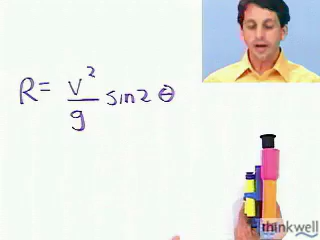 R = v²/g sin2θ
thinkwell